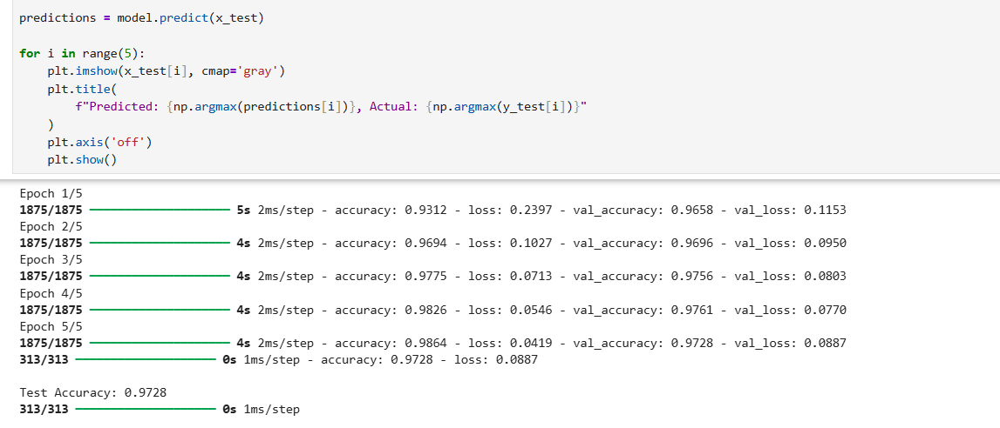 predictions = model.predict(x_test)
for i in range(5):
    plt.imshow(x_test[i], cmap='gray')
    plt.title(
        f"Predicted: {np.argmax(predictions[i])}, Actual: {np.argmax(y_test[i])}"
    )
    plt.axis('off')
    plt.show()
Epoch 1/5
1875/1875 5s 2ms/step - accuracy: 0.9312 - loss: 0.2397 - val_accuracy: 0.9658 - val_loss: 0.1153
Epoch 2/5
1875/1875 4s 2ms/step - accuracy: 0.9694 - loss: 0.1027 - val_accuracy: 0.9696 - val_loss: 0.0950
Epoch 3/5
1875/1875 4s 2ms/step - accuracy: 0.9775 - loss: 0.0713 - val_accuracy: 0.9756 - val_loss: 0.0803
Epoch 4/5
1875/1875 4s 2ms/step - accuracy: 0.9826 - loss: 0.0546 - val_accuracy: 0.9761 - val_loss: 0.0770
Epoch 5/5
1875/1875 4s 2ms/step - accuracy: 0.9864 - loss: 0.0419 - val_accuracy: 0.9728 - val_loss: 0.0887
313/313 0s 1ms/step - accuracy: 0.9728 - loss: 0.0887
Test Accuracy: 0.9728
313/313 0s 1ms/step